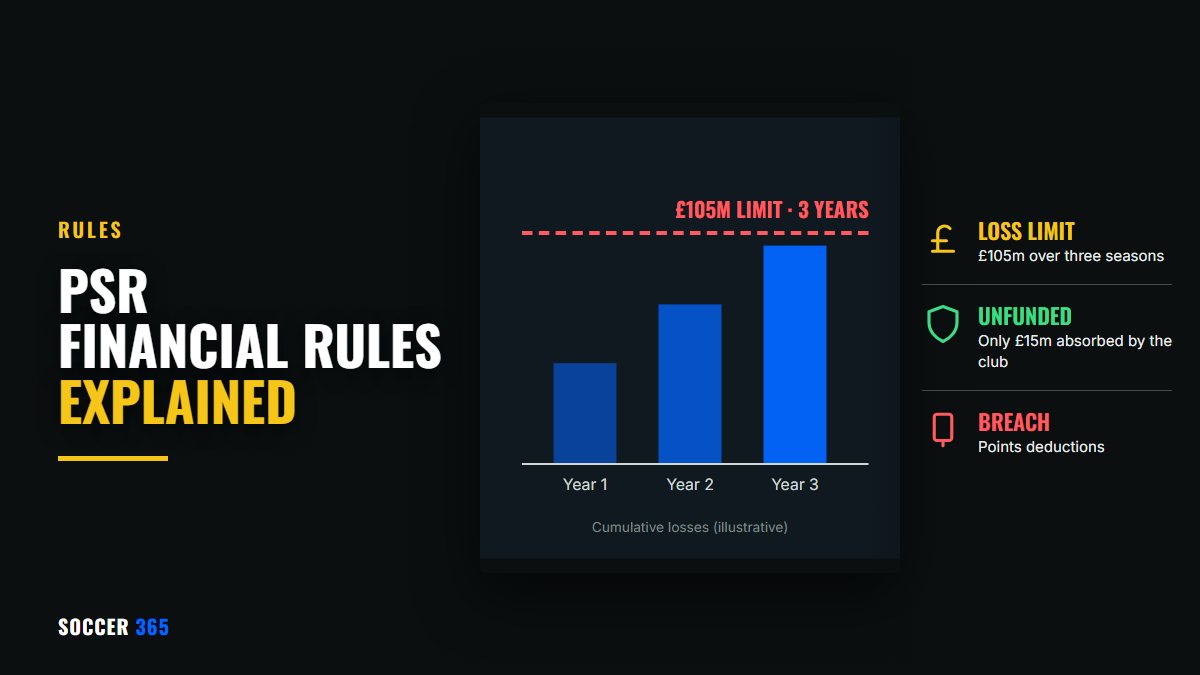 RULES
PSR
FINANCIAL RULES
EXPLAINED
£105M LIMIT · 3 YEARS
Year 1
Year 2
Year 3
Cumulative losses (illustrative)
LOSS LIMIT
£105m over three seasons
UNFUNDED
Only £15m absorbed by the
club
BREACH
Points deductions
SOCCER 365